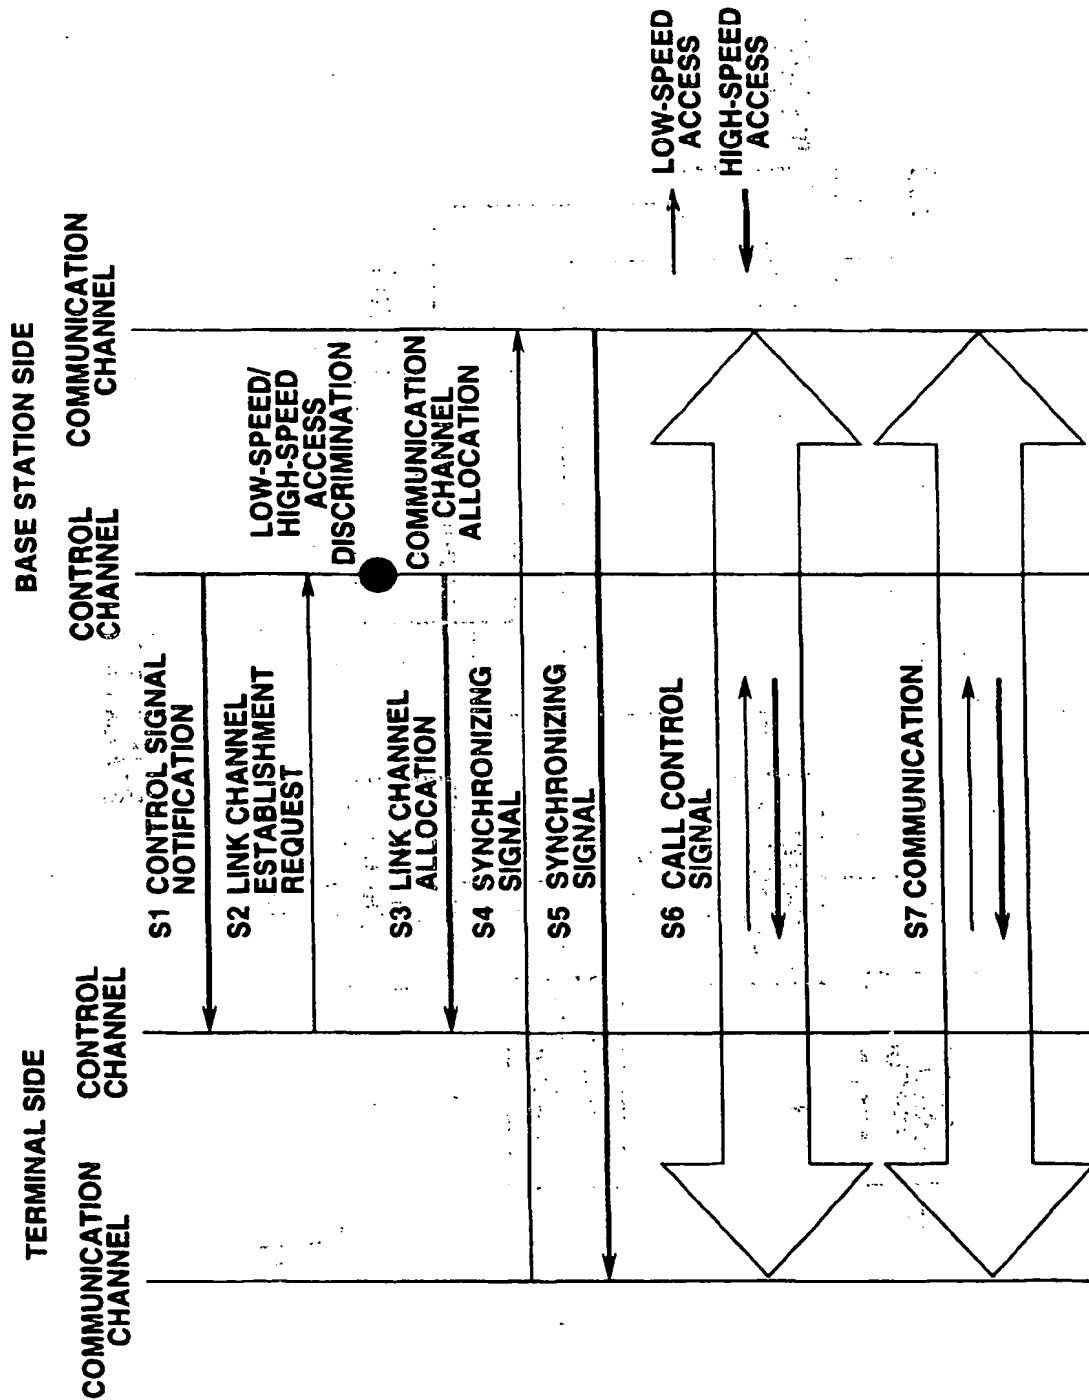 TERMINAL SIDE
BASE STATION SIDE
COMMUNICATION
CHANNEL
CONTROL
CHANNEL
CONTROL
CHANNEL
COMMUNICATION
CHANNEL
S1 CONTROL SIGNAL
NOTIFICATION
S2 LINK CHANNEL
ESTABLISHMENT
REQUEST
LOW-SPEED/
HIGH-SPEED
ACCESS
DISCRIMINATION
S3 LINK CHANNEL
ALLOCATION
COMMUNICATION
CHANNEL
ALLOCATION
S4 SYNCHRONIZING
SIGNAL
S5 SYNCHRONIZING
SIGNAL
S6 CALL CONTROL
SIGNAL
S7 COMMUNICATION
LOW-SPEED
ACCESS
HIGH-SPEED
ACCESS